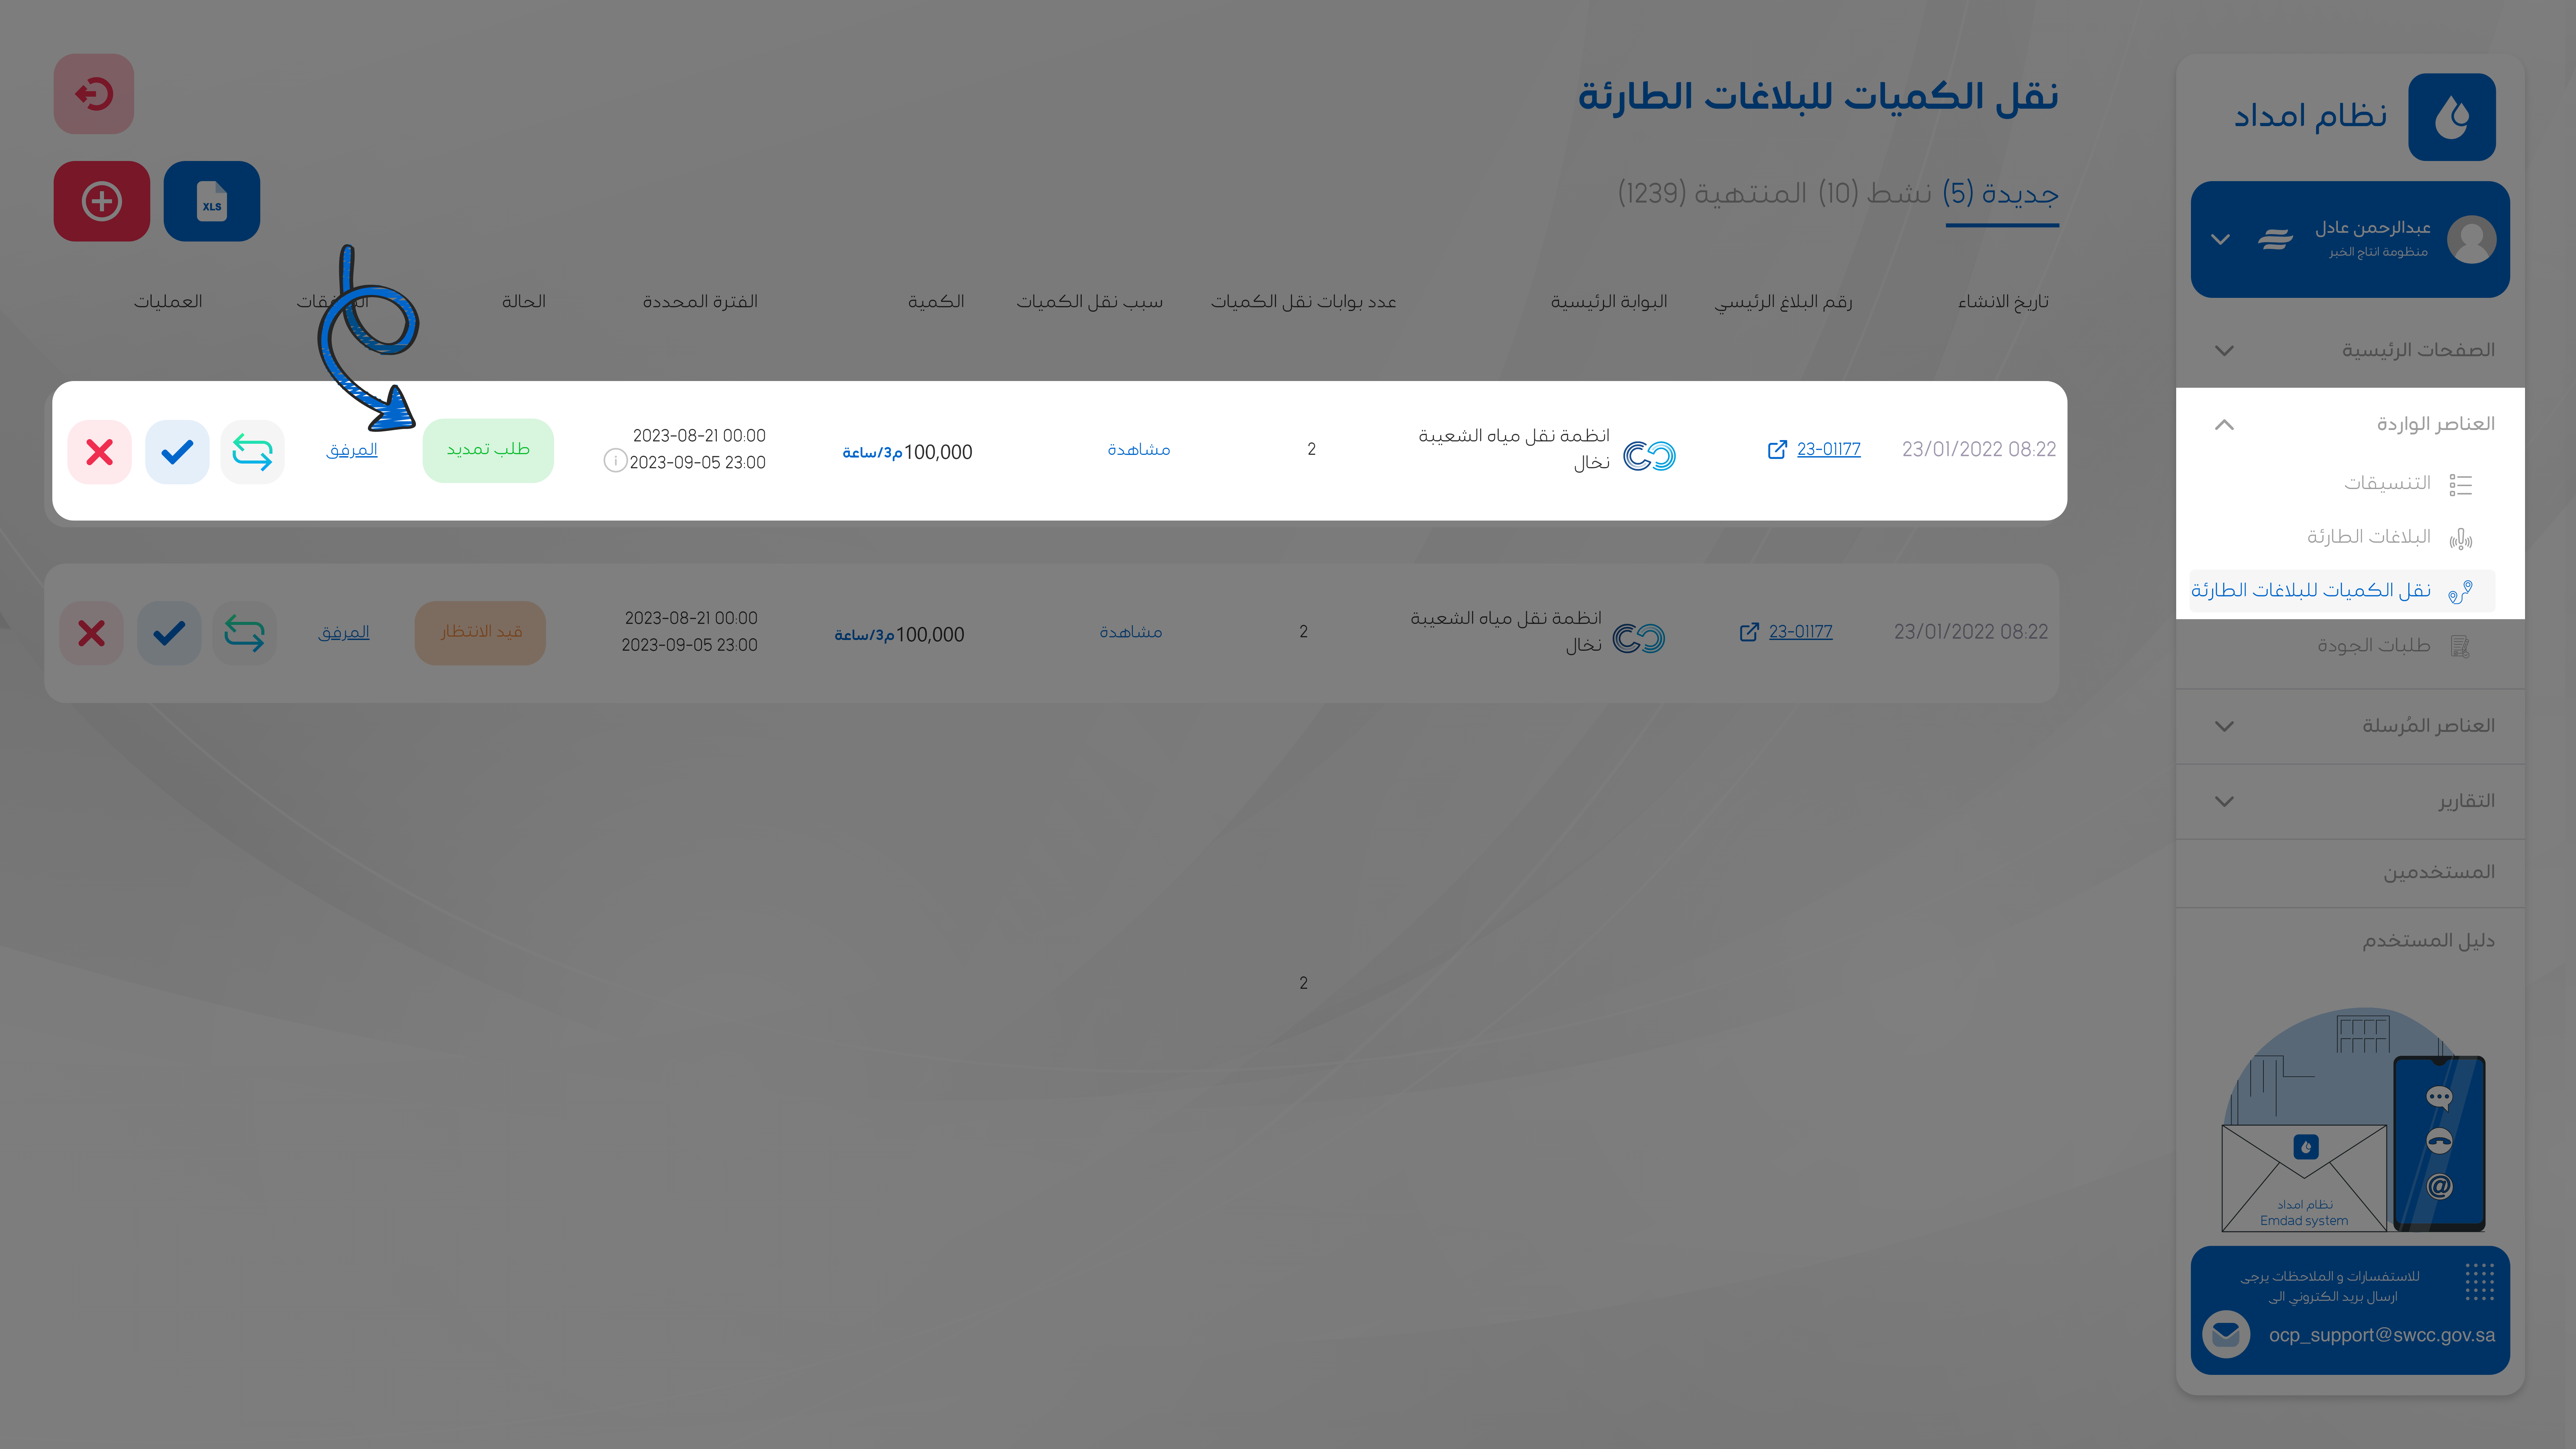 نظام امداد
عبدالرحمن عادل
منظومة انتاج الخبر
الصفحات الرئيسية
العناصر الواردة
التنسيقات
البلاغات الطارئة
نقل الكميات للبلاغات الطارئة
طلبات الجودة
العناصر المُرسلة
التقارير
المستخدمين
دليل المستخدم
نظام امداد
Emdad system
للاستفسارات و الملاحظات يرجى
ارسال بريد الكتروني الى
ocp_support@swcc.gov.sa
نقل الكميات للبلاغات الطارئة
جديدة (5) نشط (10) المنتهية (1239)
XLS
تاريخ الانشاء رقم البلاغ الرئيسي البوابة الرئيسية عدد بوابات نقل الكميات سبب نقل الكميات الكمية الفترة المحددة الحالة العمليات
23/01/2022 08:22
23-01177
انظمة نقل مياه الشعيبة
نخال
2
مشاهدة
100,000م3/ساعة
2023-08-21 00:00
2023-09-05 23:00
طلب تمديد
المرفق
23/01/2022 08:22
23-01177
انظمة نقل مياه الشعيبة
نخال
2
مشاهدة
100,000م3/ساعة
2023-08-21 00:00
2023-09-05 23:00
قيد الانتظار
المرفق
2